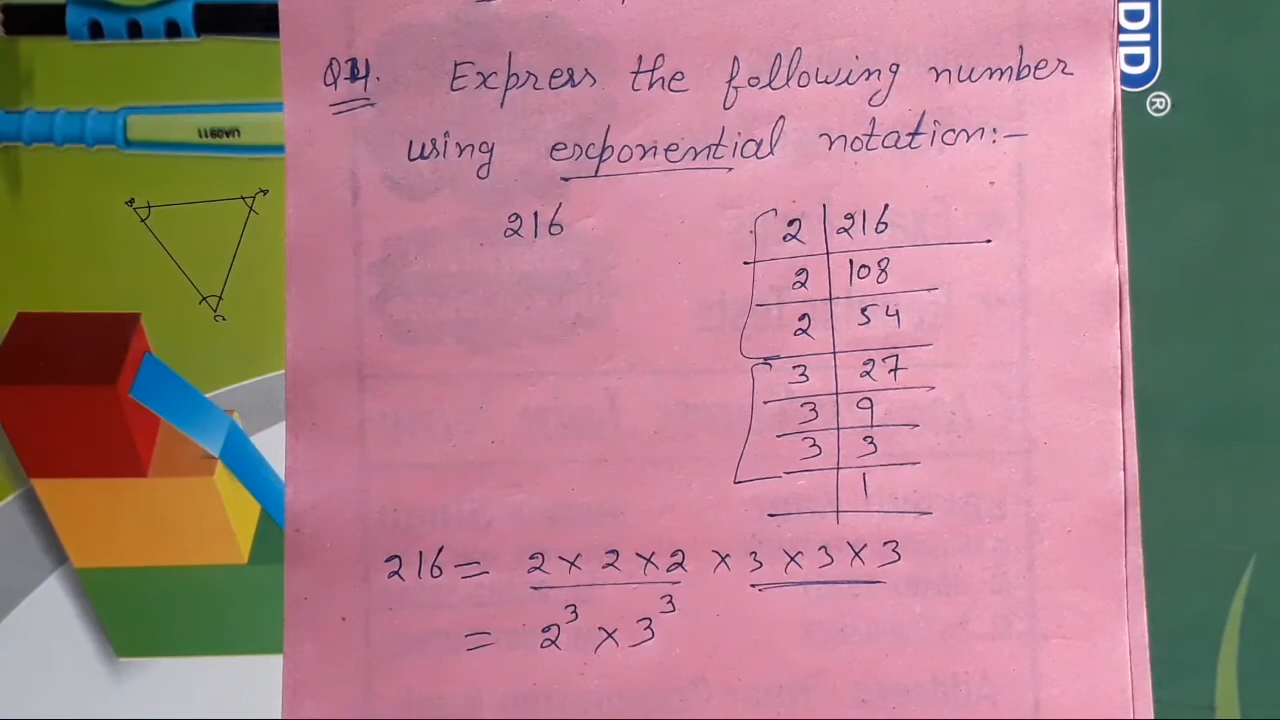 Q4. Express the following number
using exponential notation:-
216
2 | 216
2 | 108
2 | 54
3 | 27
3 | 9
3 | 3
1
216 = 2 × 2 × 2 × 3 × 3 × 3
= 2³ × 3³
UA0911
B
A
C
DID®